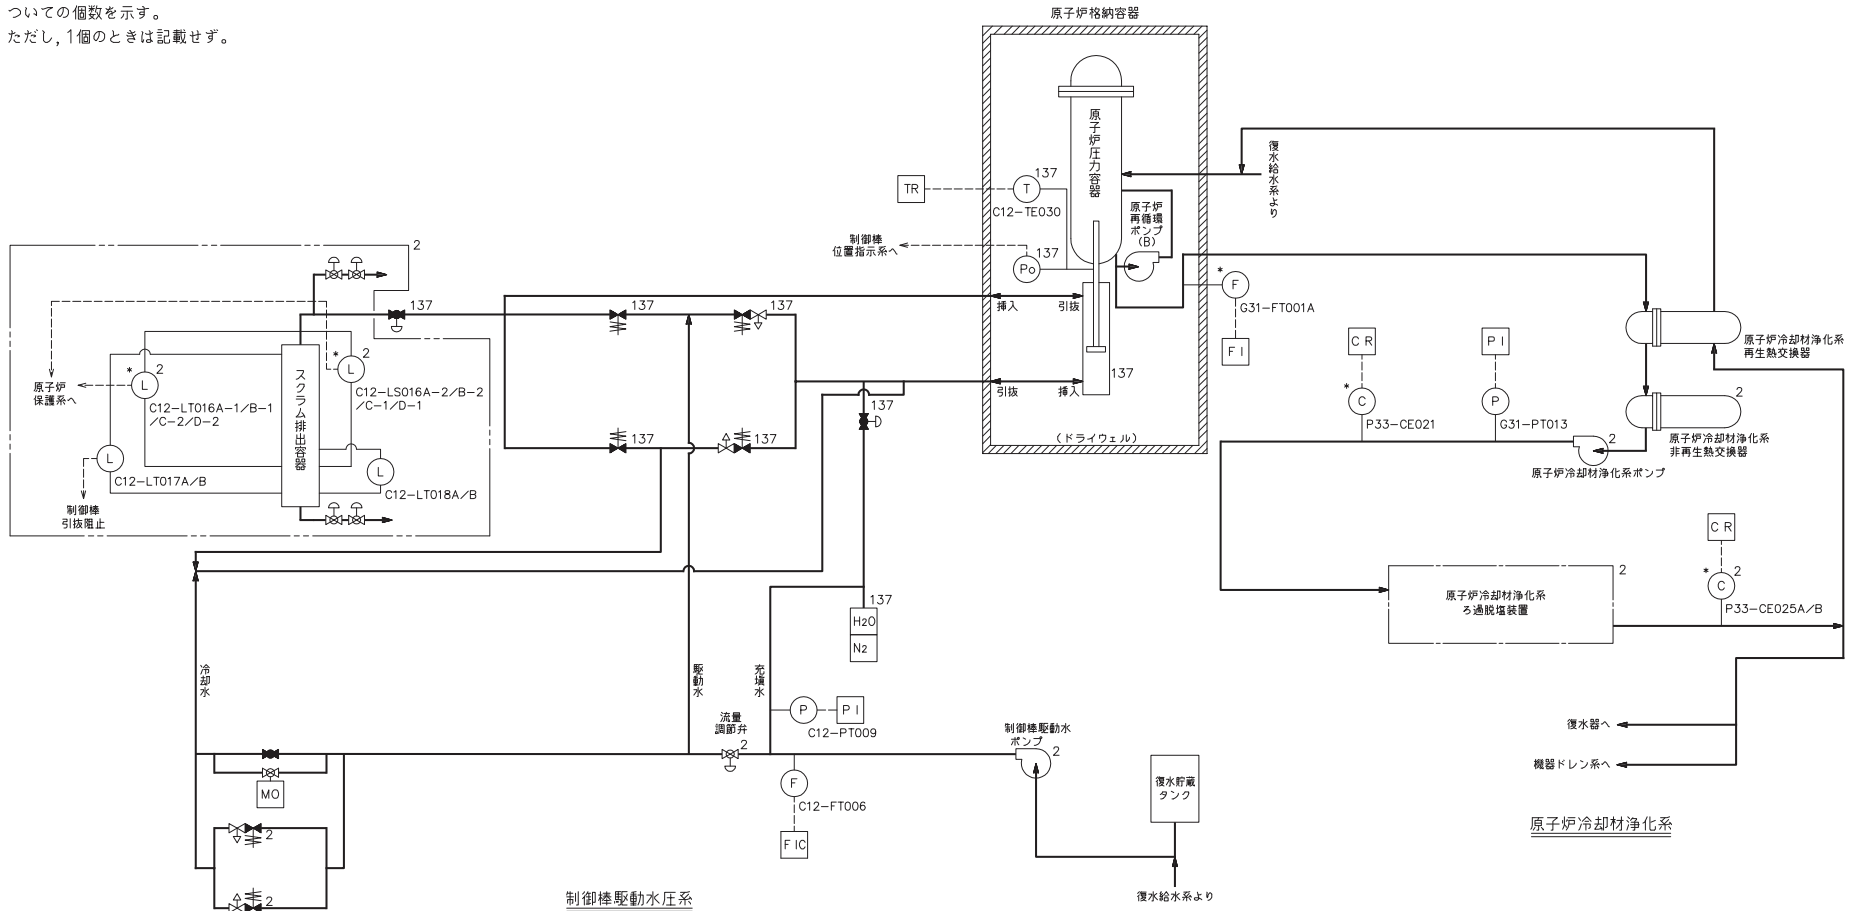 ついての個数を示す。
ただし,1個のときは記載せず。
原子炉格納容器
原子炉圧力容器
復水給水系より
TR
T
137
C12-TE030
制御棒
位置指示系へ
Po
137
原子炉
再循環
ポンプ
(B)
*
F
G31-FT001A
FI
挿入
引抜
引抜
挿入
137
(ドライウェル)
2
137
137
137
原子炉
保護系へ
*
L
2
C12-LT016A-1/B-1
/C-2/D-2
スクラム排出容器
*
L
2
C12-LS016A-2/B-2
/C-1/D-1
L
C12-LT017A/B
L
C12-LT018A/B
制御棒
引抜阻止
137
137
137
137
H2O
N2
CR
*
C
P33-CE021
PI
P
G31-PT013
原子炉冷却材浄化系
再生熱交換器
2
原子炉冷却材浄化系
非再生熱交換器
2
原子炉冷却材浄化系ポンプ
CR
*
C
2
P33-CE025A/B
2
原子炉冷却材浄化系
ろ過脱塩装置
冷却水
駆動水
充填水
流量
調節弁
2
P
PI
C12-PT009
F
C12-FT006
FIC
制御棒駆動水
ポンプ
2
復水貯蔵
タンク
復水給水系より
MO
2
2
復水器へ
機器ドレン系へ
原子炉冷却材浄化系
制御棒駆動水圧系